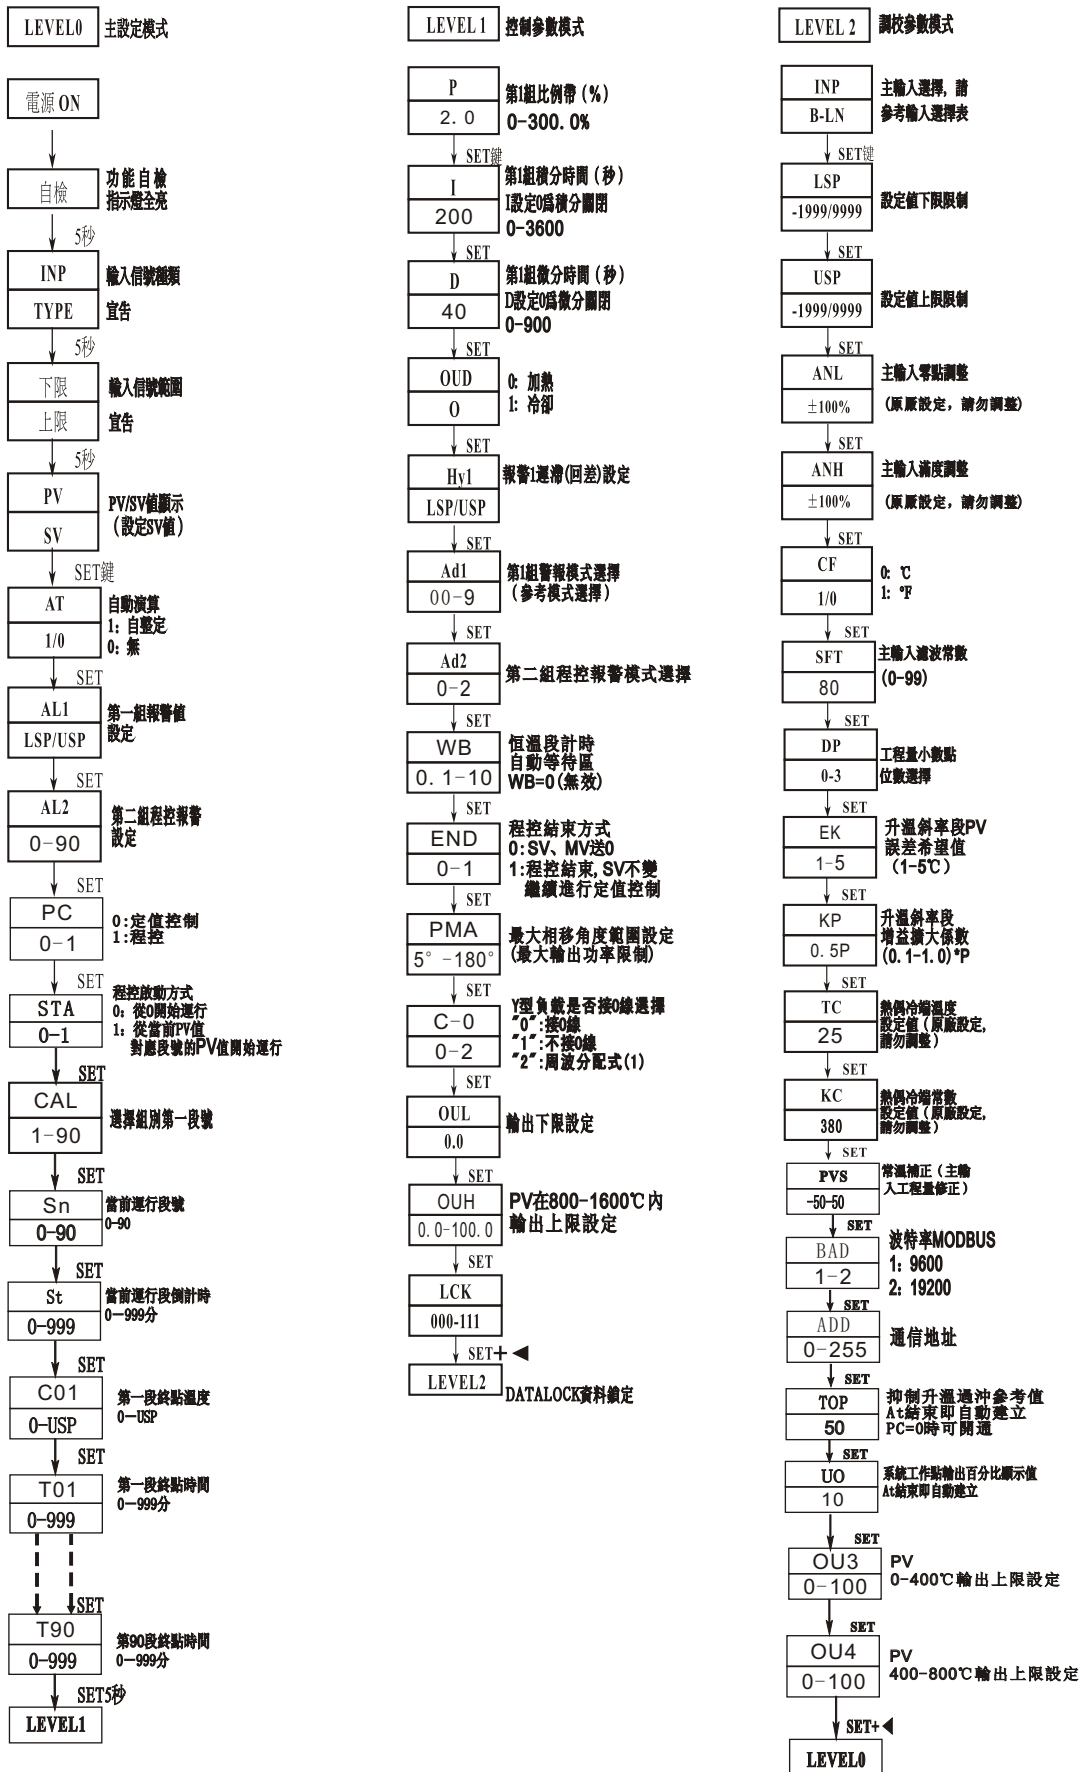 LEVEL0 主設定模式
電源 ON
自檢
功能自檢
指示燈全亮
5秒
INP
TYPE
輸入信號種類
宣告
5秒
下限
上限
輸入信號範圍
宣告
5秒
PV
SV
PV/SV值顯示
(設定SV值)
SET鍵
AT
1/0
自動演算
1: 自整定
0: 無
SET
AL1
LSP/USP
第一組報警值
設定
SET
AL2
0-90
第二組程控報警
設定
SET
PC
0-1
0:定值控制
1:程控
SET
STA
0-1
程控啟動方式
0: 從0開始運行
1: 從當前PV值
對應段號的PV值開始運行
SET
CAL
1-90
選擇組別第一段號
SET
Sn
0-90
當前運行段號
0-90
SET
St
0-999
當前運行段倒計時
0—999分
SET
C01
0-USP
第一段終點溫度
0—USP
SET
T01
0-999
第一段終點時間
0—999分
SET
T90
0-999
第90段終點時間
0—999分
SET5秒
LEVEL1
LEVEL 1 控制參數模式
P
2.0
第1組比例帶(%)
0-300.0%
SET鍵
I
200
第1組積分時間(秒)
I設定0爲積分關閉
0-3600
SET
D
40
第1組微分時間(秒)
D設定0爲微分關閉
0-900
SET
OUD
O
0: 加熱
1: 冷卻
SET
Hy1
LSP/USP
報警1遲滯(回差)設定
SET
Ad1
00-9
第1組警報模式選擇
(參考模式選擇)
SET
Ad2
0-2
第二組程控報警模式選擇
SET
WB
0.1-10
恒溫段計時
自動等待區
WB=0(無效)
SET
END
0-1
程控結束方式
0:SV、MV送0
1:程控結束,SV不變
繼續進行定值控制
SET
PMA
5° -180°
最大相移角度範圍設定
(最大輸出功率限制)
SET
C-0
0-2
Y型負載是否接0線選擇
"0":接0線
"1":不接0線
"2":周波分配式(1)
SET
OUL
0.0
輸出下限設定
SET
OUH
0.0-100.0
PV在800-1600℃內
輸出上限設定
SET
LCK
000-111
SET+◀
LEVEL2
DATALOCK資料鎖定
LEVEL 2 調校參數模式
INP
B-LN
主輸入選擇, 請
參考輸入選擇表
SET鍵
LSP
-1999/9999
設定值下限限制
SET
USP
-1999/9999
設定值上限限制
SET
ANL
±100%
主輸入零點調整
(原廠設定, 請勿調整)
SET
ANH
±100%
主輸入滿度調整
(原廠設定, 請勿調整)
SET
CF
1/0
0: ℃
1: °F
SET
SFT
80
主輸入濾波常數
(0-99)
SET
DP
0-3
工程量小數點
位數選擇
SET
EK
1-5
升溫斜率段PV
誤差希望值
(1-5℃)
SET
KP
0.5P
升溫斜率段
增益擴大係數
(0.1-1.0)*P
SET
TC
25
熱偶冷端溫度
設定值(原廠設定,
請勿調整)
SET
KC
380
熱偶冷端常數
設定值(原廠設定,
請勿調整)
SET
PVS
-50-50
常溫補正(主輸
入工程量修正)
SET
BAD
1-2
波特率MODBUS
1: 9600
2: 19200
SET
ADD
0-255
通信地址
SET
TOP
50
抑制升溫過沖參考值
At結束即自動建立
PC=0時可開通
SET
UO
10
系統工作點輸出百分比顯示值
At結束即自動建立
SET
OU3
0-100
PV
0-400℃輸出上限設定
SET
OU4
0-100
PV
400-800℃輸出上限設定
SET+◀
LEVEL0